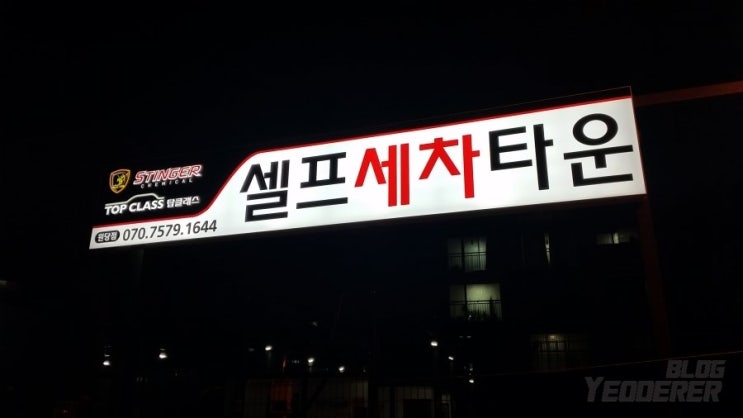 STINGER
CHEMICAL
TOP CLASS 탑클래스
원당점 070.7579.1644
셀프세차타운
BLOG
YEODERER